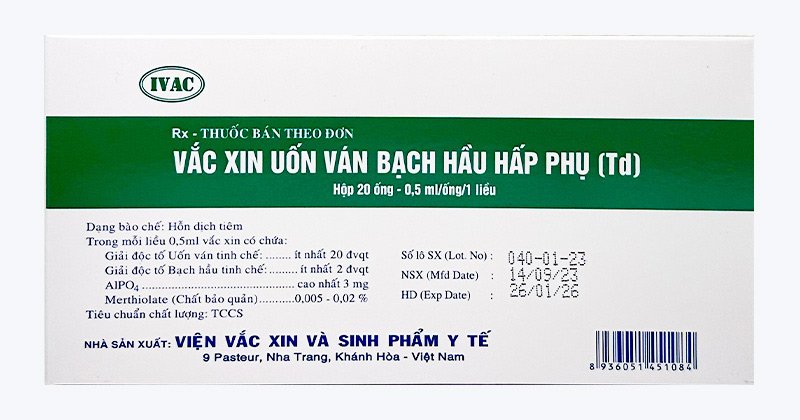 IVAC
Rx - THUỐC BÁN THEO ĐƠN
VẮC XIN UỐN VÁN BẠCH HẦU HẤP PHỤ (Td)
Hộp 20 ống - 0,5 ml/ống/1 liều
Dạng bào chế: Hỗn dịch tiêm
Trong mỗi liều 0,5ml vắc xin có chứa:
Giải độc tố Uốn ván tinh chế: ....... ít nhất 20 đvqt
Giải độc tố Bạch hầu tinh chế: ........ ít nhất 2 đvqt
AlPO₄ ............................................ cao nhất 3 mg
Merthiolate (Chất bảo quản) .......... 0,005 - 0,02 %
Tiêu chuẩn chất lượng: TCCS
Số lô SX (Lot. No) : 040-01-23
NSX (Mfd Date) : 14/09/23
HD (Exp Date) : 26/01/26
NHÀ SẢN XUẤT: VIỆN VẮC XIN VÀ SINH PHẨM Y TẾ
9 Pasteur, Nha Trang, Khánh Hòa - Việt Nam
8 936051 451084